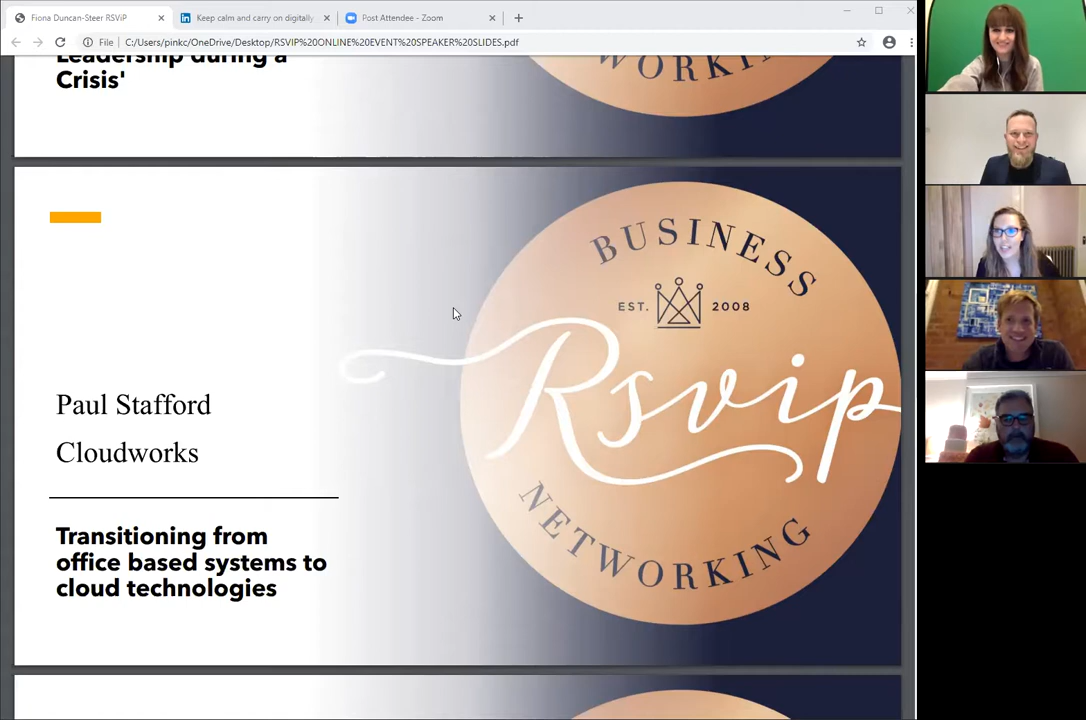 Fiona Duncan-Steer RSViP
Keep calm and carry on digitally
Post Attendee - Zoom
File
C:/Users/pinkc/OneDrive/Desktop/RSVIP%20ONLINE%20EVENT%20SPEAKER%20SLIDES.pdf
Leadership during a
Crisis'
WORKI
BUSINESS
EST. 2008
Rsvip
NETWORKING
Paul Stafford
Cloudworks
Transitioning from
office based systems to
cloud technologies